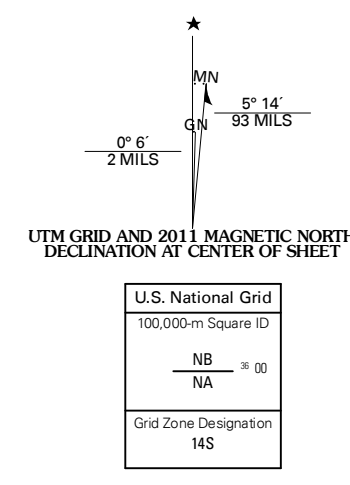 ★
MN
GN
5° 14´
93 MILS
0° 6´
2 MILS
UTM GRID AND 2011 MAGNETIC NORTH
DECLINATION AT CENTER OF SHEET
U.S. National Grid
100,000-m Square ID
NB
36 00
NA
Grid Zone Designation
14S